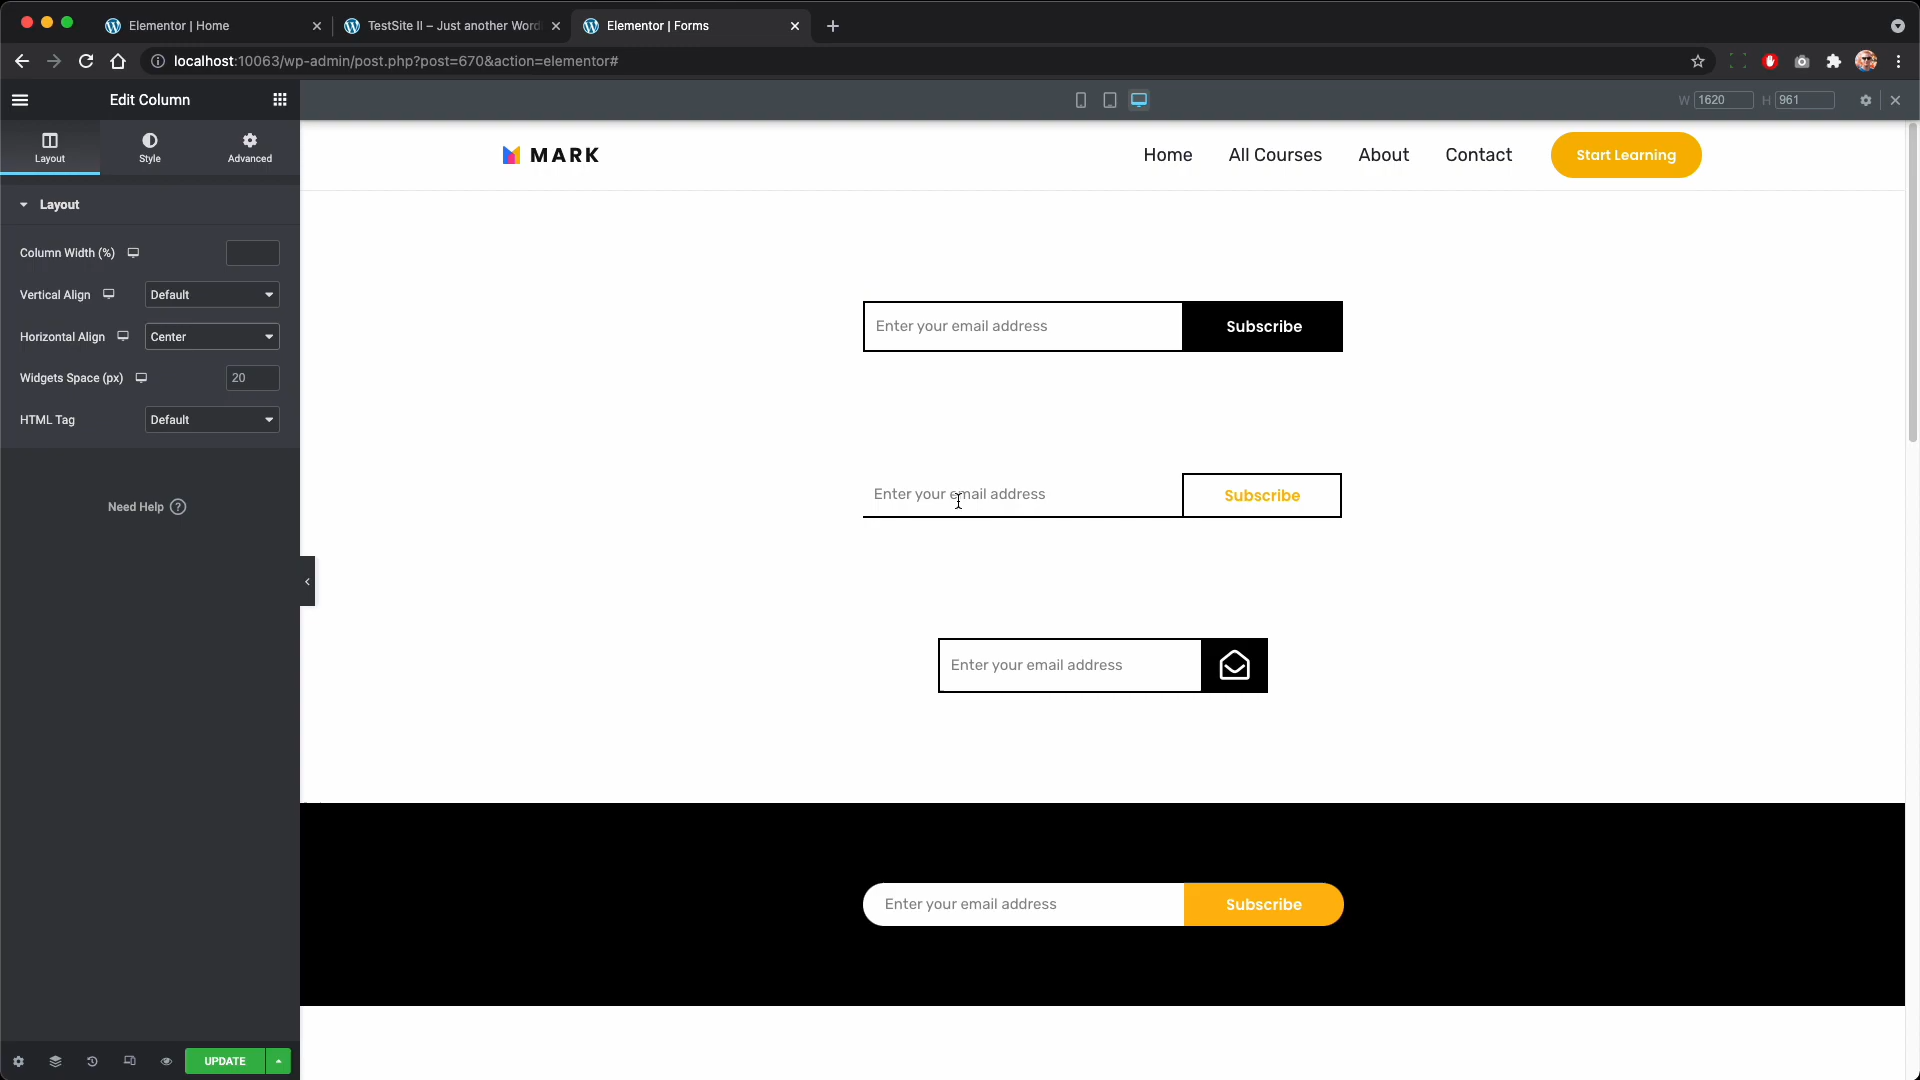 Elementor | Home
TestSite II – Just another Word
Elementor | Forms
localhost:10063/wp-admin/post.php?post=670&action=elementor#
Edit Column
W 1620 H 961
Layout
Style
Advanced
MARK
Home
All Courses
About
Contact
Start Learning
Layout
Column Width (%)
Vertical Align
Default
Horizontal Align
Center
Widgets Space (px)
20
HTML Tag
Default
Need Help ?
Enter your email address
Subscribe
Enter your email address
Subscribe
Enter your email address
Enter your email address
Subscribe
UPDATE